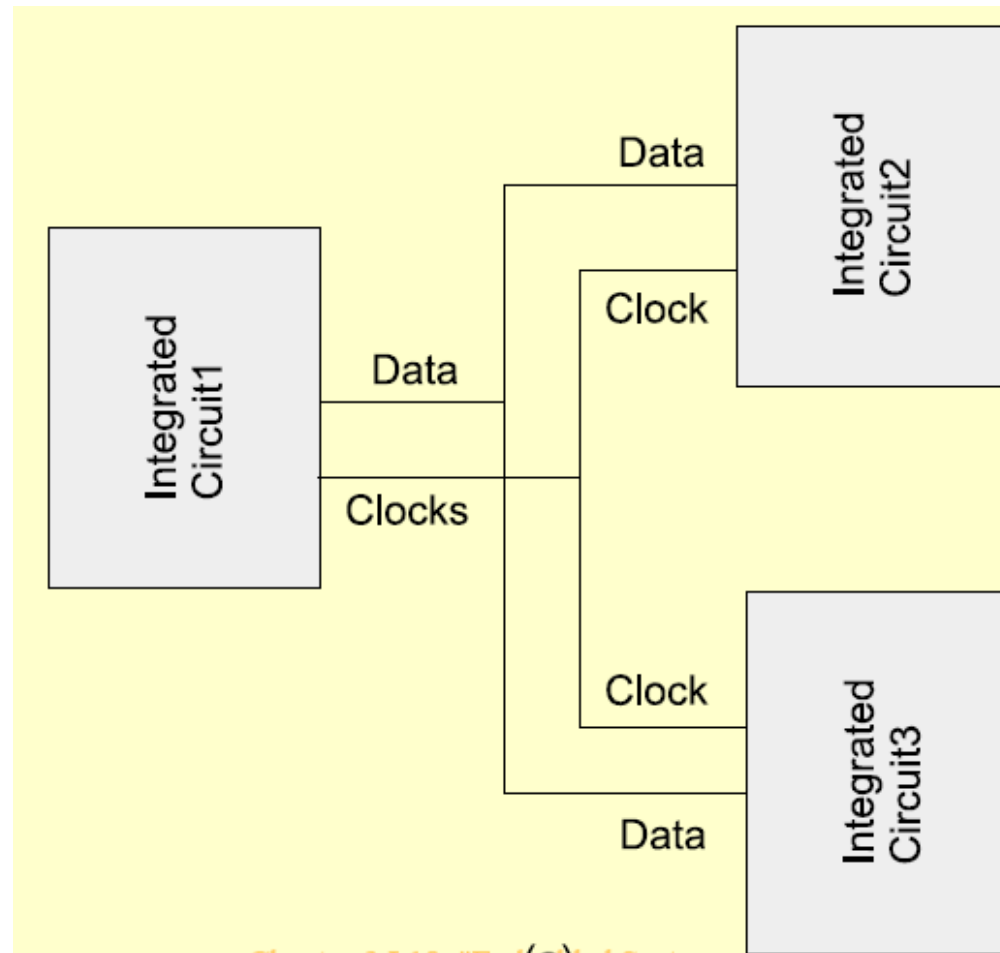 Data
Integrated
Circuit2
Clock
Data
Integrated
Circuit1
Clocks
Clock
Integrated
Circuit3
Data